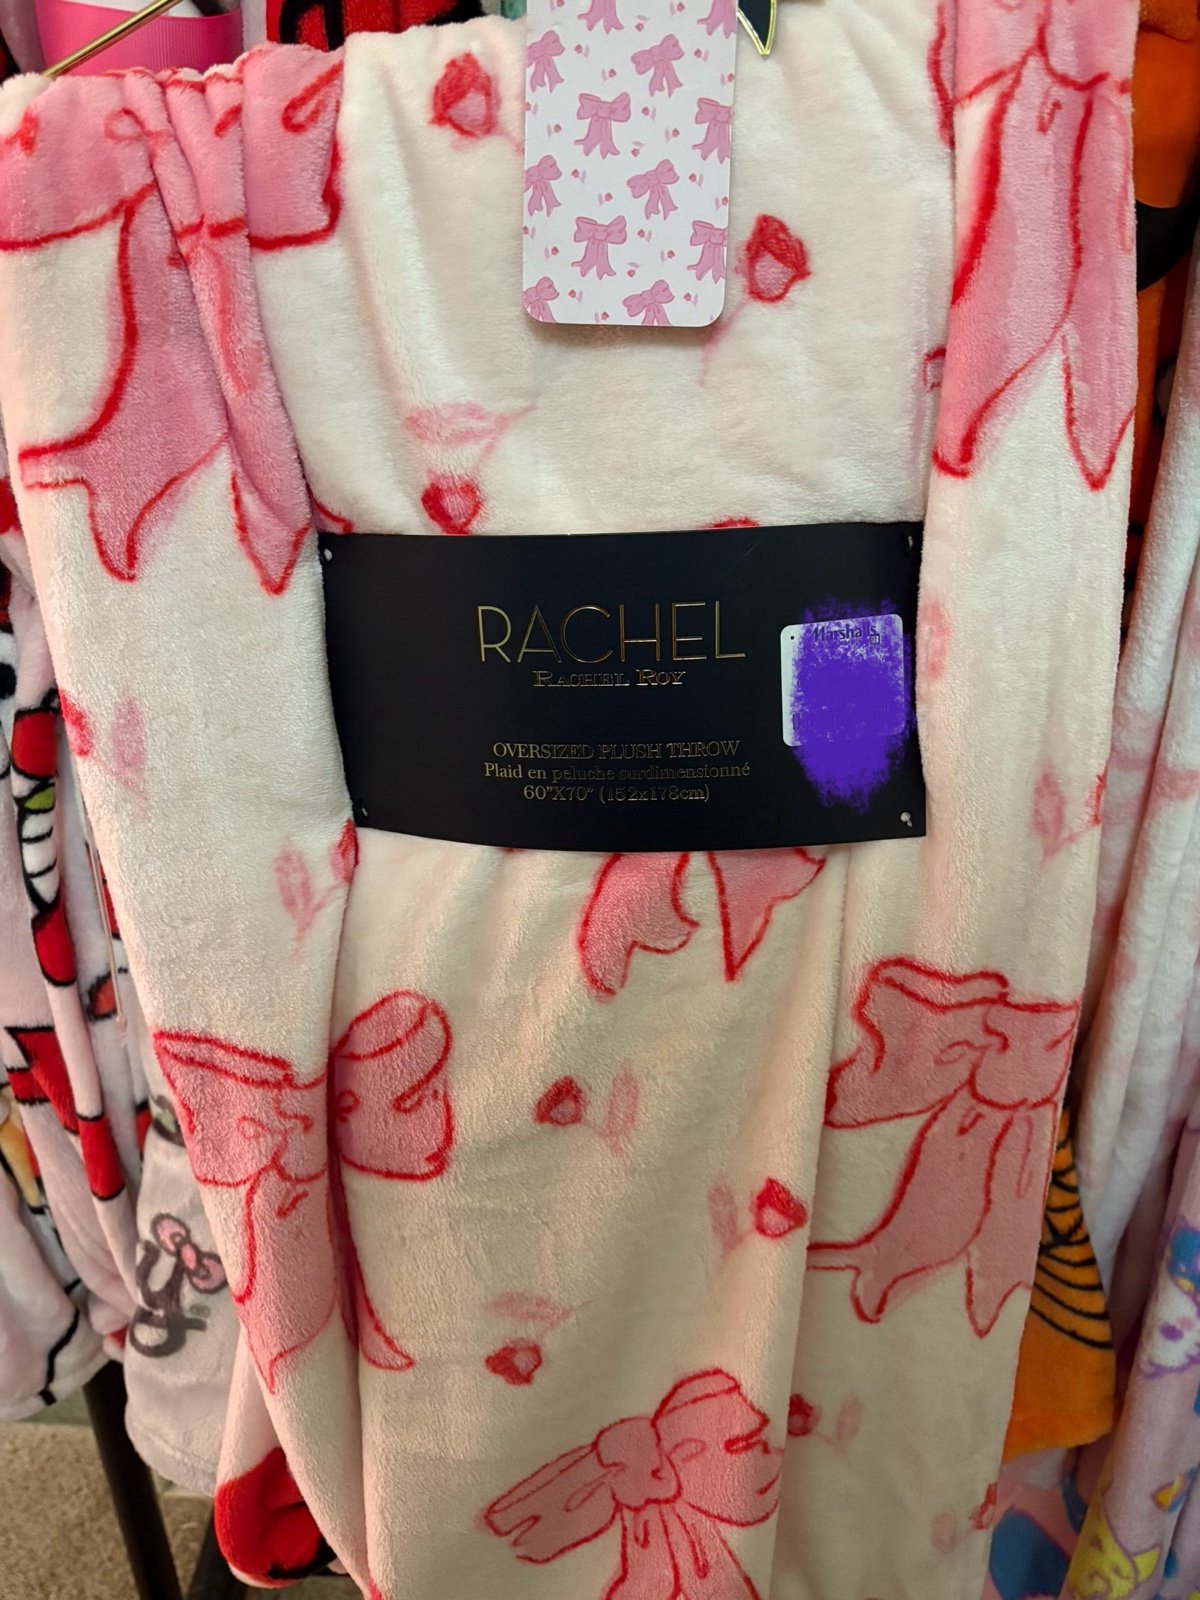 RACHEL
RACHEL ROY
Marshalls
OVERSIZED PLUSH THROW
Plaid en peluche surdimensionné
60"X70" (152x178cm)